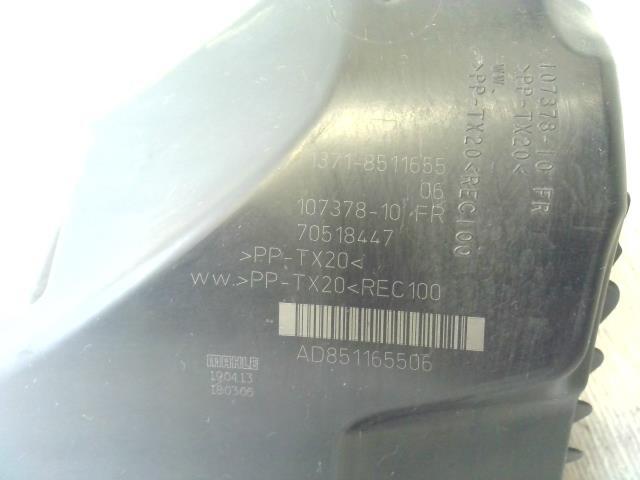 1371-8511655
06
107378-10 FR
70518447
>PP-TX20<
WW.>PP-TX20<REC100
AD851165506
MAHLE
190413
180306
107378-10 FR
>PP-TX20<
WW.
>PP-TX20<REC100